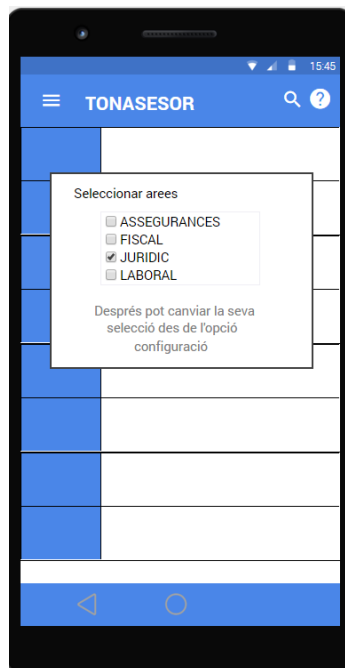 15:45
TONASESOR
?
Seleccionar arees
ASSEGURANCES
FISCAL
JURIDIC
LABORAL
Després pot canviar la seva
selecció des de l'opció
configuració